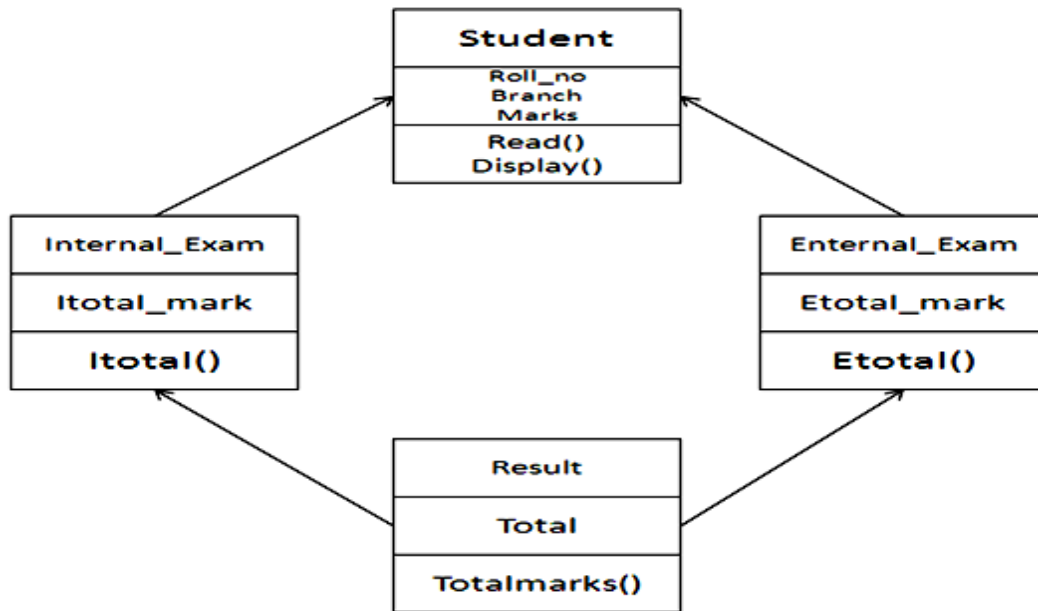 Student
Roll_no
Branch
Marks
Read()
Display()
Internal_Exam
Itotal_mark
Itotal()
Enternal_Exam
Etotal_mark
Etotal()
Result
Total
Totalmarks()